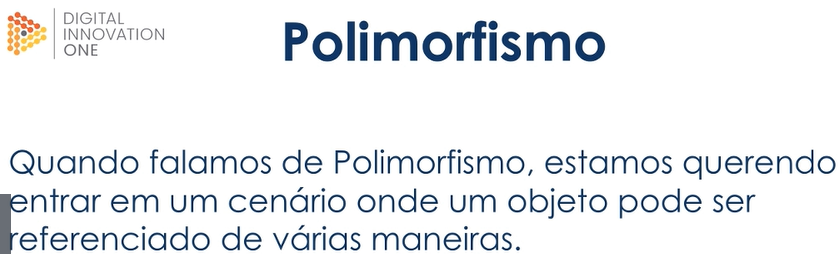 DIGITAL
INNOVATION
ONE
Polimorfismo
Quando falamos de Polimorfismo, estamos querendo
entrar em um cenário onde um objeto pode ser
referenciado de várias maneiras.